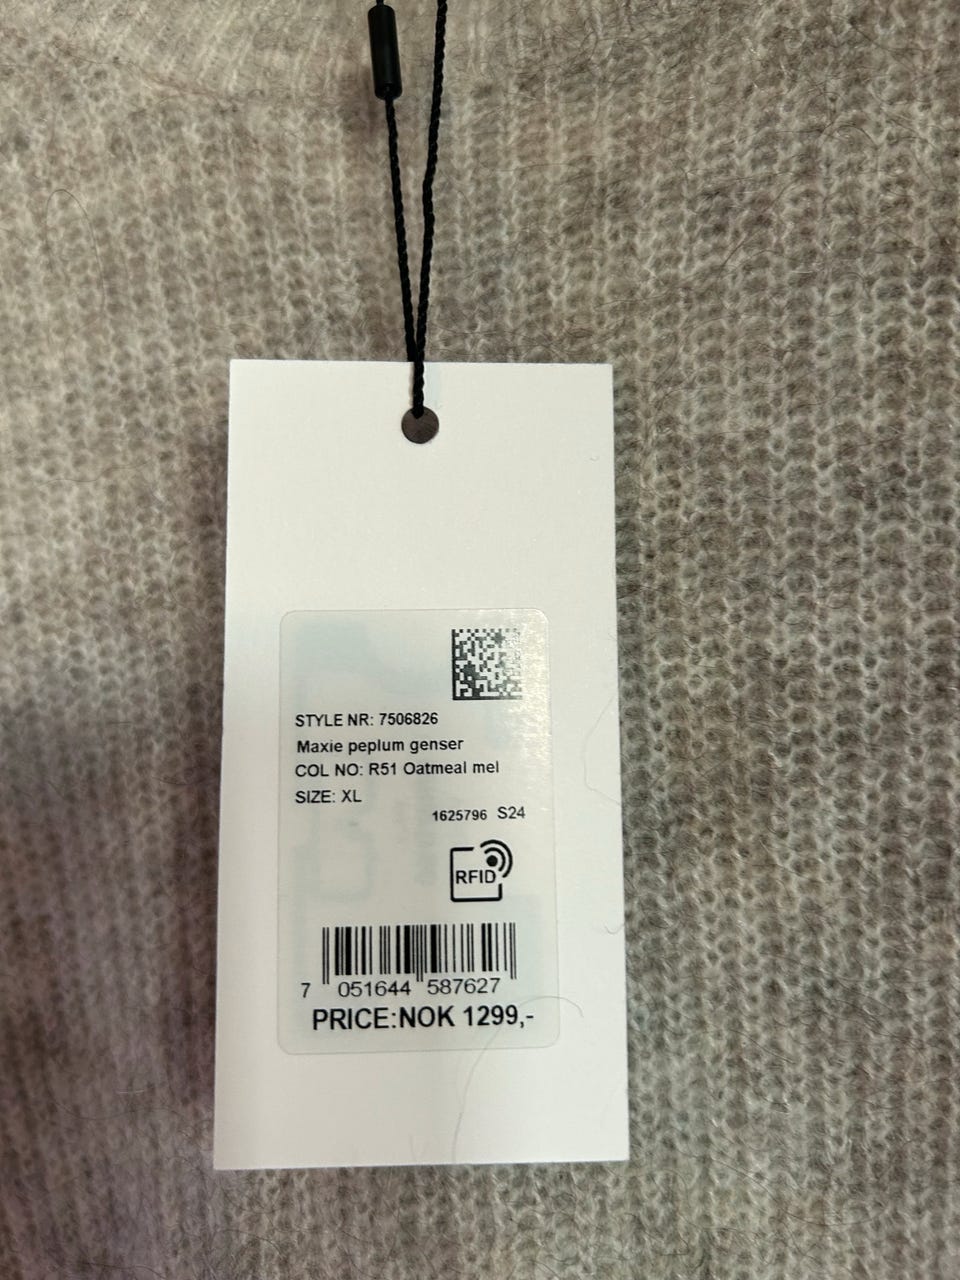 STYLE NR: 7506826
Maxie peplum genser
COL NO: R51 Oatmeal mel
SIZE: XL
1625796 S24
RFID
7 051644 587627
PRICE:NOK 1299,-